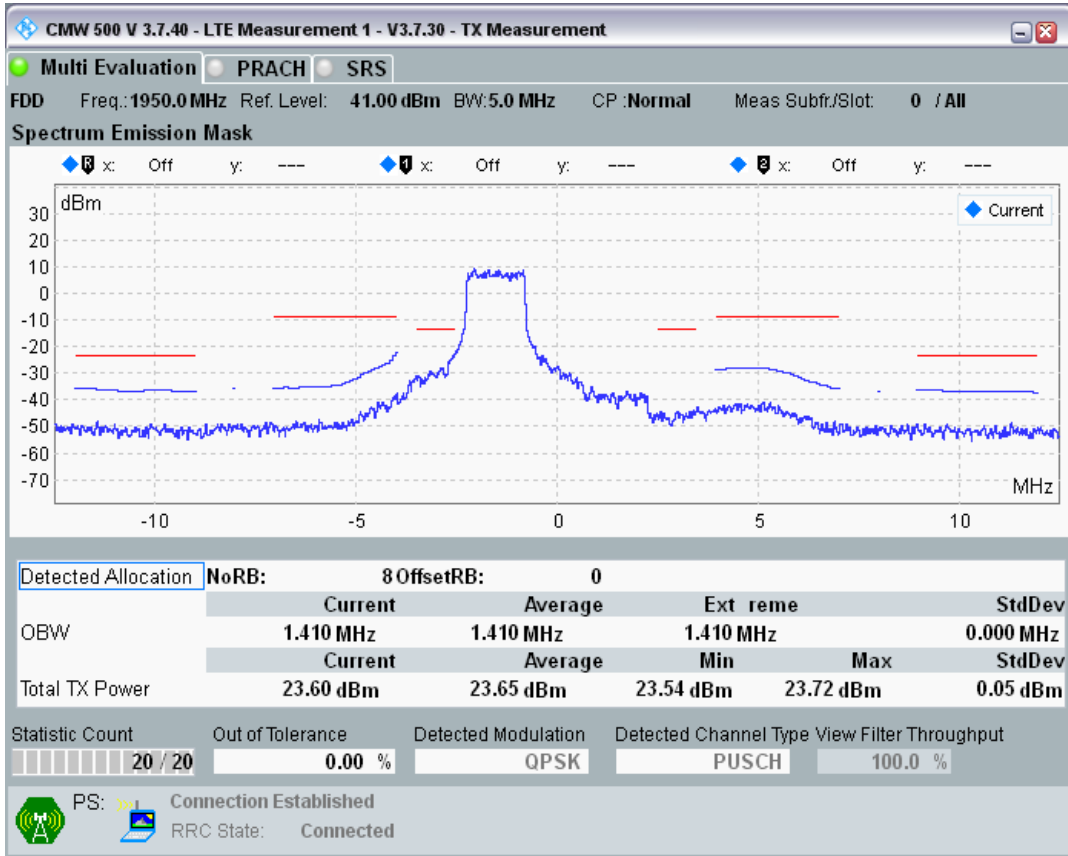 CMW 500 V 3.7.40 - LTE Measurement 1 - V3.7.30 - TX Measurement
Multi Evaluation PRACH SRS
FDD Freq.: 1950.0 MHz Ref. Level: 41.00 dBm BW: 5.0 MHz CP : Normal Meas Subfr./Slot: 0 / All
Spectrum Emission Mask
R x: Off y: --- 1 x: Off y: --- 2 x: Off y: ---
dBm
Current
30
20
10
0
-10
-20
-30
-40
-50
-60
-70
MHz
-10 -5 0 5 10
Detected Allocation NoRB: 8 OffsetRB: 0
Current Average Ext reme StdDev
OBW 1.410 MHz 1.410 MHz 1.410 MHz 0.000 MHz
Current Average Min Max StdDev
Total TX Power 23.60 dBm 23.65 dBm 23.54 dBm 23.72 dBm 0.05 dBm
Statistic Count Out of Tolerance Detected Modulation Detected Channel Type View Filter Throughput
20 / 20 0.00 % QPSK PUSCH 100.0 %
PS: Connection Established
RRC State: Connected